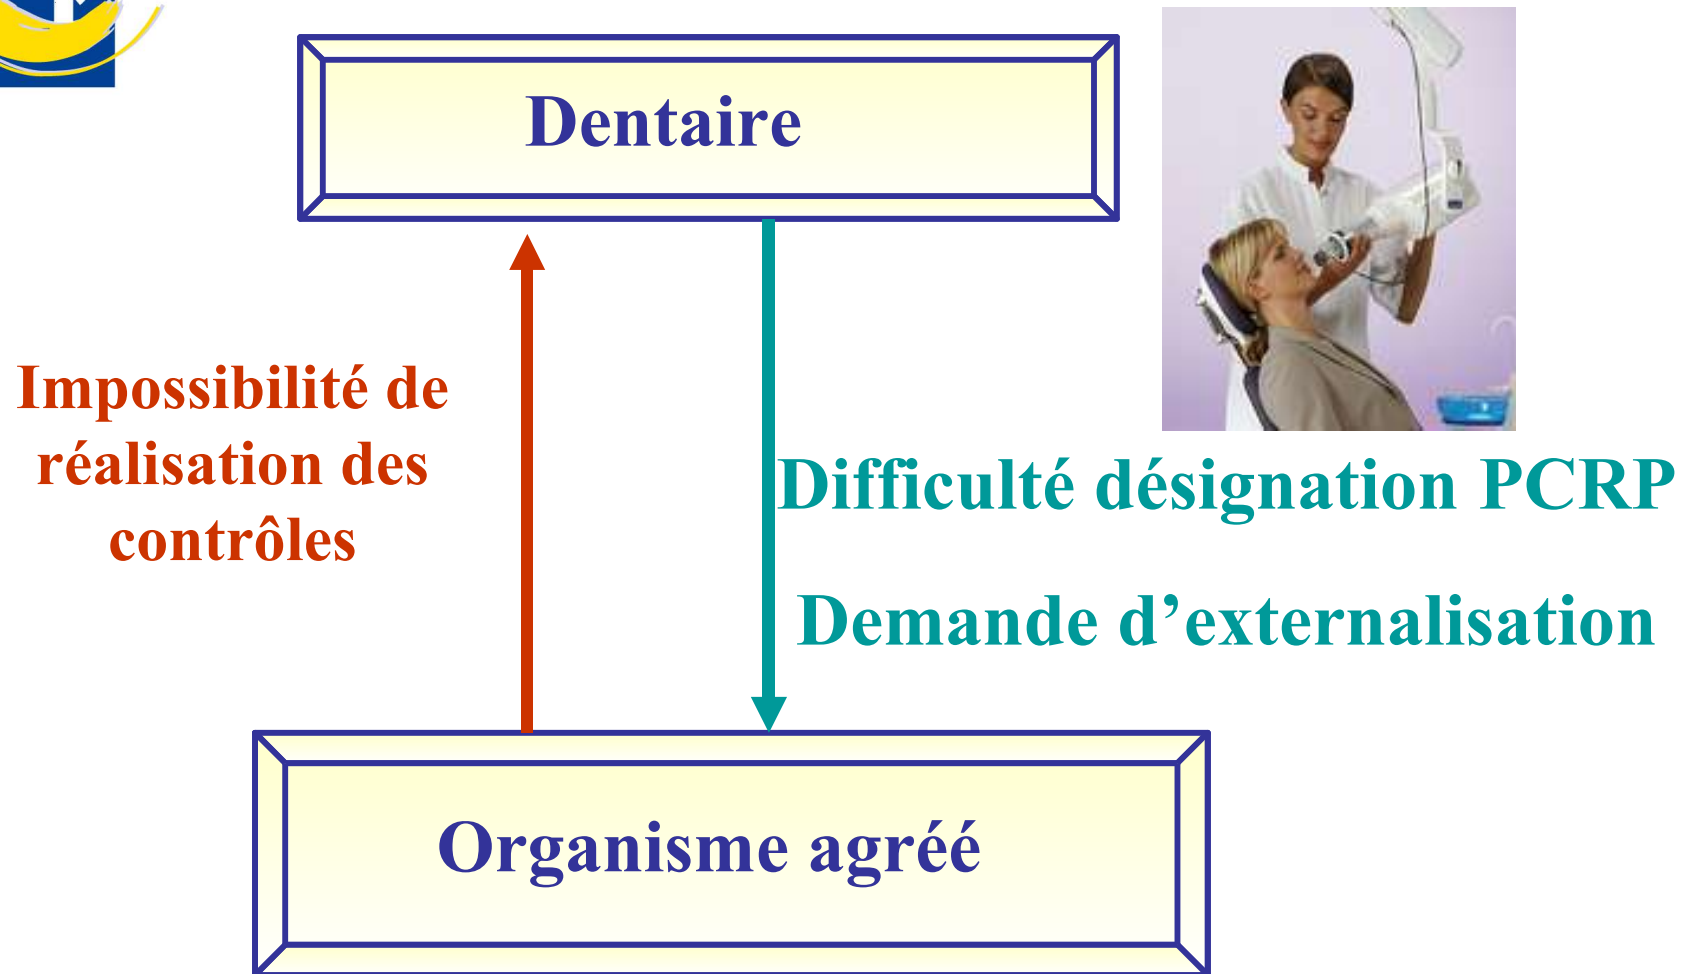 Dentaire
Impossibilité de
réalisation des
contrôles
Difficulté désignation PCRP
Demande d’externalisation
Organisme agréé